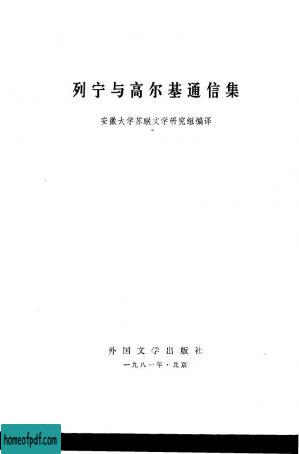 列宁与高尔基通信集
安徽大学苏联文学研究组编译
外国文学出版社
一九八一年·北京
homeofpdf.com